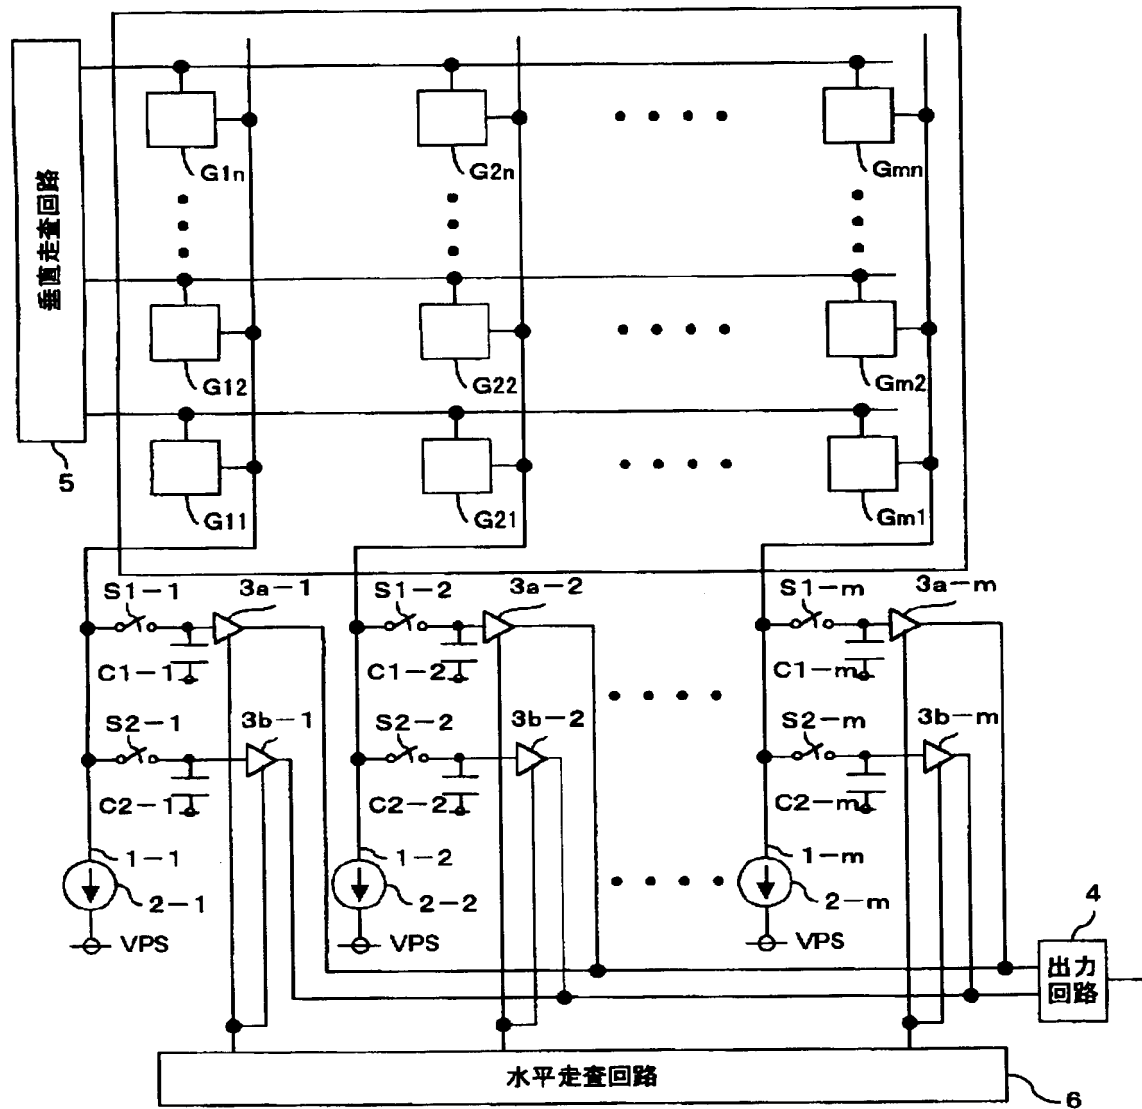 G1n
G2n
Gmn
垂直走査回路
G12
G22
Gm2
5
G11
G21
Gm1
S1-1
3a-1
S1-2
3a-2
S1-m
3a-m
C1-1
C1-2
C1-m
S2-1
3b-1
S2-2
3b-2
S2-m
3b-m
C2-1
C2-2
C2-m
1-1
1-2
1-m
2-1
2-2
2-m
4
VPS
VPS
VPS
出力
回路
水平走査回路
6